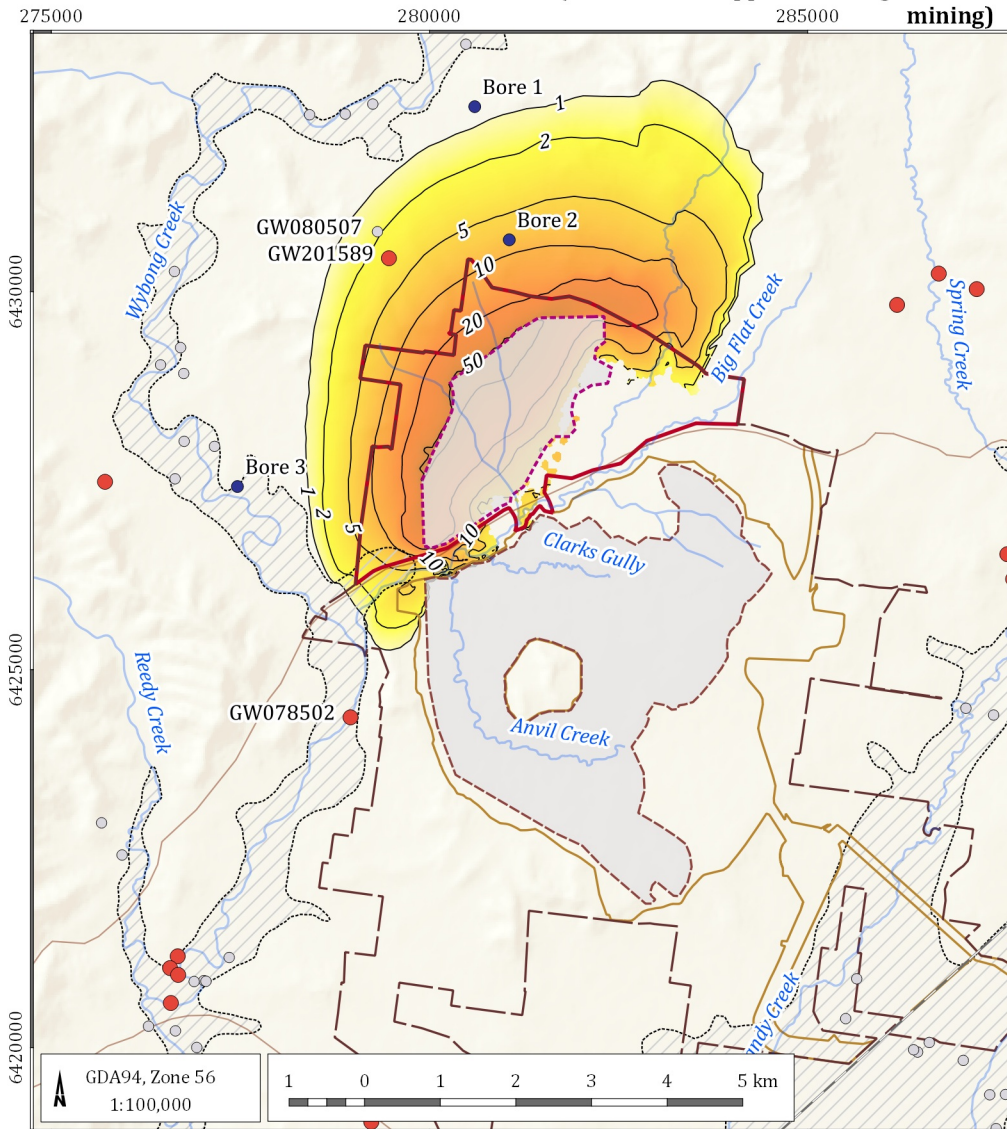 mining)
275000
280000
285000
6430000
6425000
6420000
Bore 1
1
2
GW080507
GW201589
Bore 2
5
10
20
50
Wybong Creek
Big Flat Creek
Spring Creek
Bore 3
1
2
5
10
10
Clarks Gully
Reedy Creek
GW078502
Anvil Creek
andy Creek
GDA94, Zone 56
1:100,000
1 0 1 2 3 4 5 km